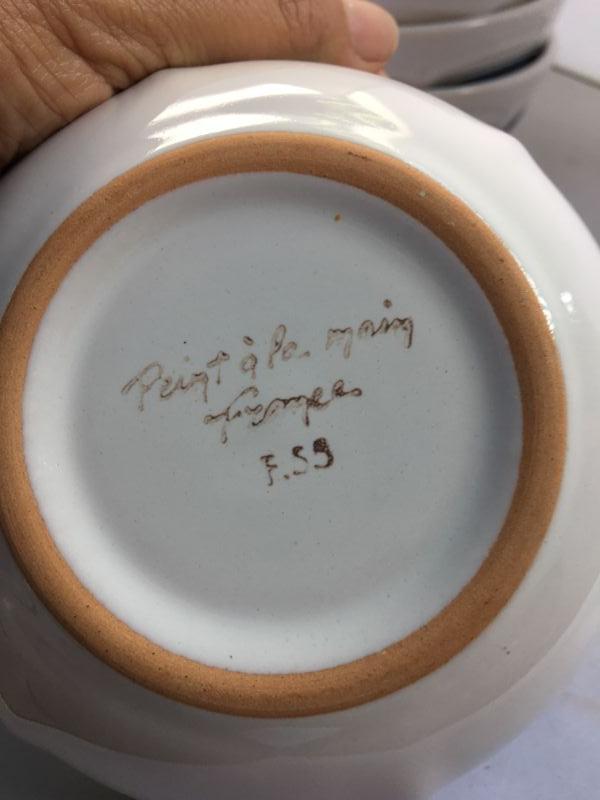 Peint à la main
France
F.59